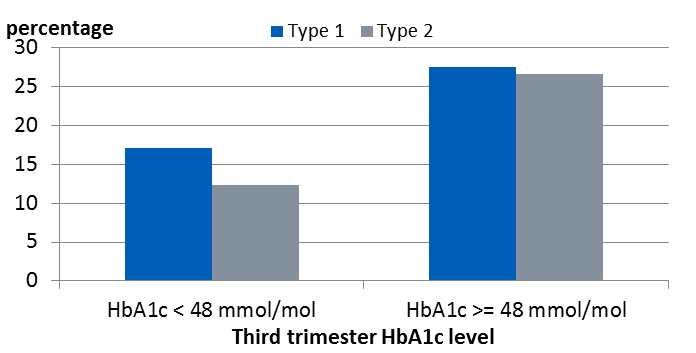 percentage
Type 1 Type 2
30
25
20
15
10
5
0
HbA1c < 48 mmol/mol HbA1c >= 48 mmol/mol
Third trimester HbA1c level